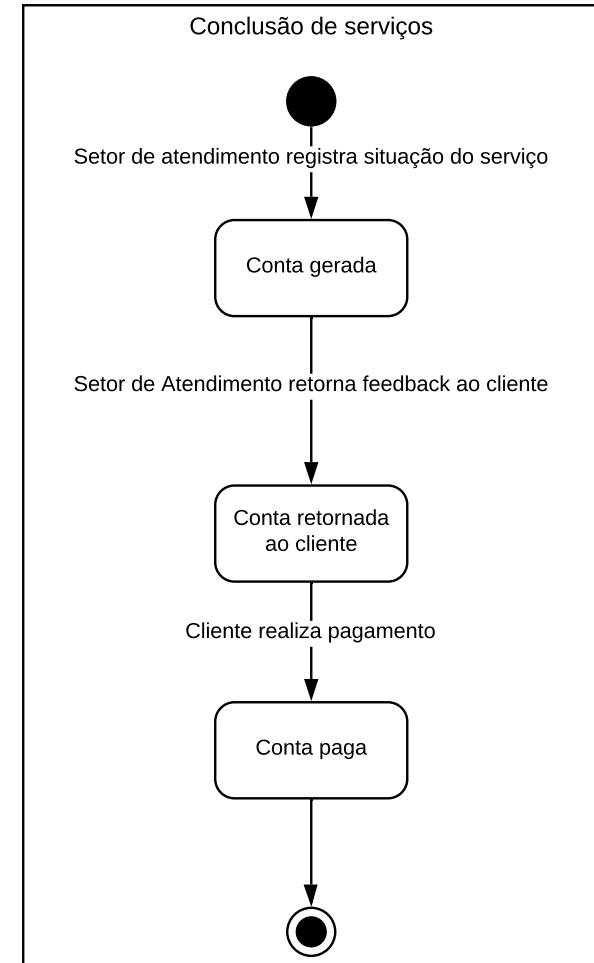 Conclusão de serviços
Setor de atendimento registra situação do serviço
Conta gerada
Setor de Atendimento retorna feedback ao cliente
Conta retornada
ao cliente
Cliente realiza pagamento
Conta paga